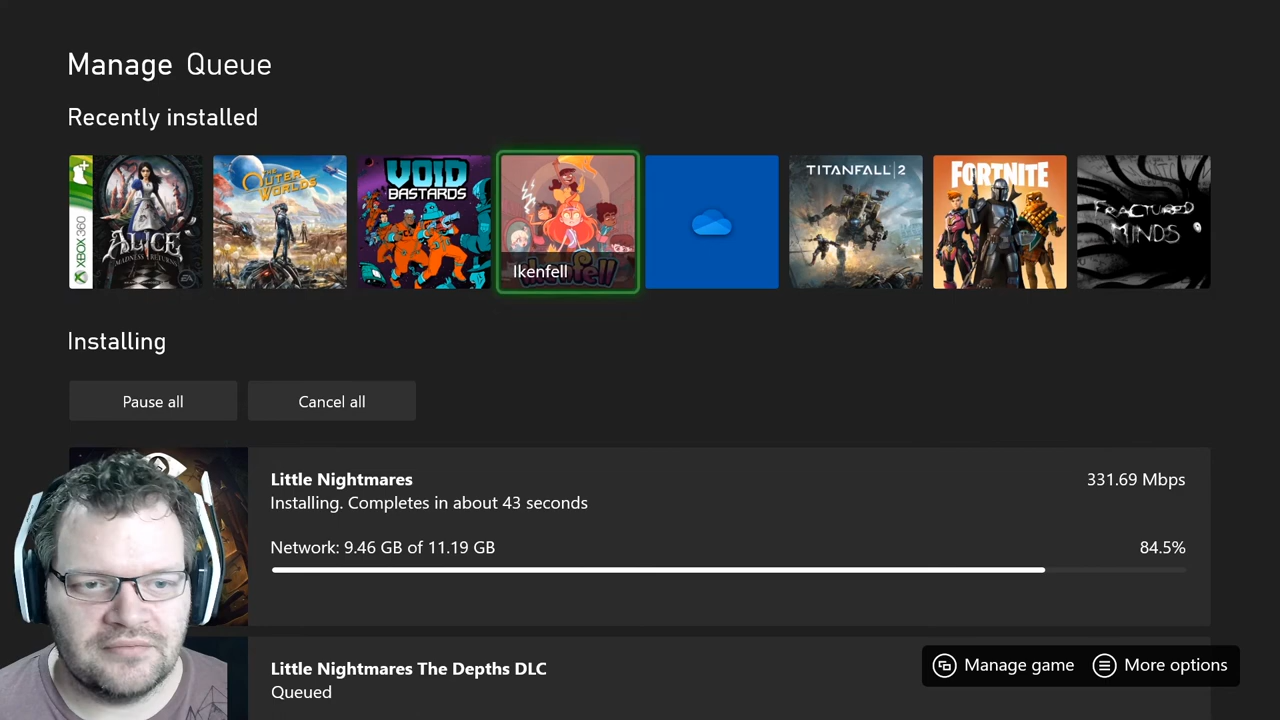 Manage Queue
Recently installed
XBOX 360
ALICE
MADNESS RETURNS
EA
THE
OUTER
WORLDS
VOID
BASTARDS
Ikenfell
Ikenfell
TITANFALL | 2
FORTNITE
FRACTURED
MINDS
Installing
Pause all
Cancel all
Little Nightmares
331.69 Mbps
Installing. Completes in about 43 seconds
Network: 9.46 GB of 11.19 GB
84.5%
Little Nightmares The Depths DLC
Queued
Manage game
More options